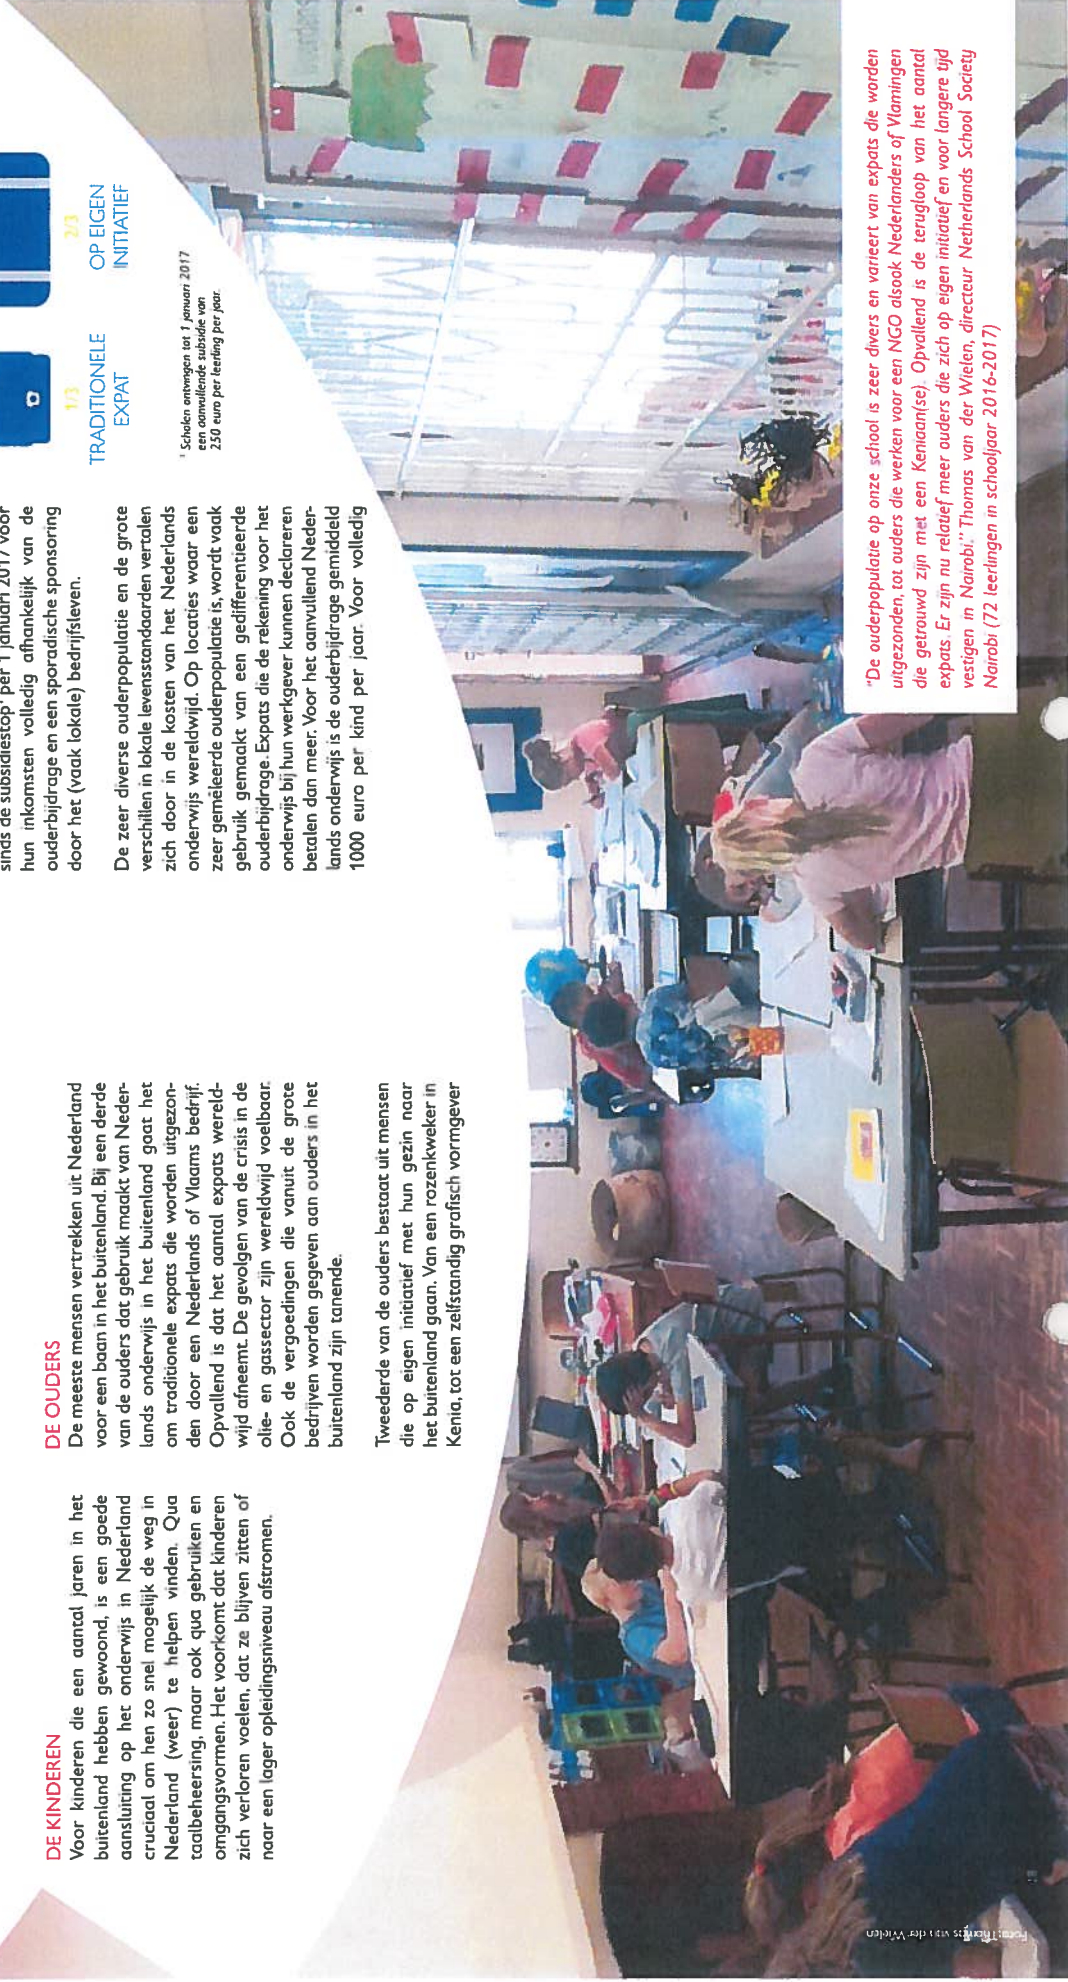 DE KINDEREN
Voor kinderen die een aantal jaren in het
buitenland hebben gewoond, is een goede
aansluiting op het onderwijs in Nederland
cruciaal om hen zo snel mogelijk de weg in
Nederland (weer) te helpen vinden. Qua
taalbeheersing, maar ook qua gebruiken en
omgangsvormen. Het voorkomt dat kinderen
zich verloren voelen, dat ze blijven zitten of
naar een lager opleidingsniveau afstromen.
DE OUDERS
De meeste mensen vertrekken uit Nederland
voor een baan in het buitenland. Bij een derde
van de ouders dat gebruik maakt van Neder-
lands onderwijs in het buitenland gaat het
om traditionele expats die worden uitgezon-
den door een Nederlands of Vlaams bedrijf.
Opvallend is dat het aantal expats wereld-
wijd afneemt. De gevolgen van de crisis in de
olie- en gassector zijn wereldwijd voelbaar.
Ook de vergoedingen die vanuit de grote
bedrijven worden gegeven aan ouders in het
buitenland zijn tanende.
Tweederde van de ouders bestaat uit mensen
die op eigen initiatief met hun gezin naar
het buitenland gaan. Van een rozenkweker in
Kenia, tot een zelfstandig grafisch vormgever
sinds de subsidiestop¹ per 1 januari 2017 voor
hun inkomsten volledig afhankelijk van de
ouderbijdrage en een sporadische sponsoring
door het (vaak lokale) bedrijfsleven.
De zeer diverse ouderpopulatie en de grote
verschillen in lokale levensstandaarden vertalen
zich door in de kosten van het Nederlands
onderwijs wereldwijd. Op locaties waar een
zeer gemêleerde ouderpopulatie is, wordt vaak
gebruik gemaakt van een gedifferentieerde
ouderbijdrage. Expats die de rekening voor het
onderwijs bij hun werkgever kunnen declareren
betalen dan meer. Voor het aanvullend Neder-
lands onderwijs is de ouderbijdrage gemiddeld
1000 euro per kind per jaar. Voor volledig
1/3
TRADITIONELE
EXPAT
2/3
OP EIGEN
INITIATIEF
¹ Scholen ontvingen tot 1 januari 2017
een aanvullende subsidie van
250 euro per leerling per jaar.
"De ouderpopulatie op onze school is zeer divers en varieert van expats die worden
uitgezonden, tot ouders die werken voor een NGO alsook Nederlanders of Vlamingen
die getrouwd zijn met een Keniaan(se). Opvallend is de terugloop van het aantal
expats. Er zijn nu relatief meer ouders die zich op eigen initiatief en voor langere tijd
vestigen in Nairobi." Thomas van der Wielen, directeur Netherlands School Society
Nairobi (72 leerlingen in schooljaar 2016-2017)
Foto: Thomas van der Wielen